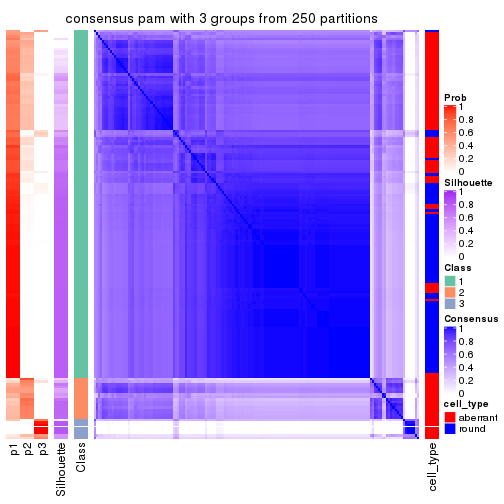 consensus pam with 3 groups from 250 partitions
Prob
1
0.8
0.6
0.4
0.2
0
Silhouette
1
0.8
0.6
0.4
0.2
0
Class
1
2
3
Consensus
1
0.8
0.6
0.4
0.2
0
cell_type
aberrant
round
p1
p2
p3
Silhouette
Class
cell_type